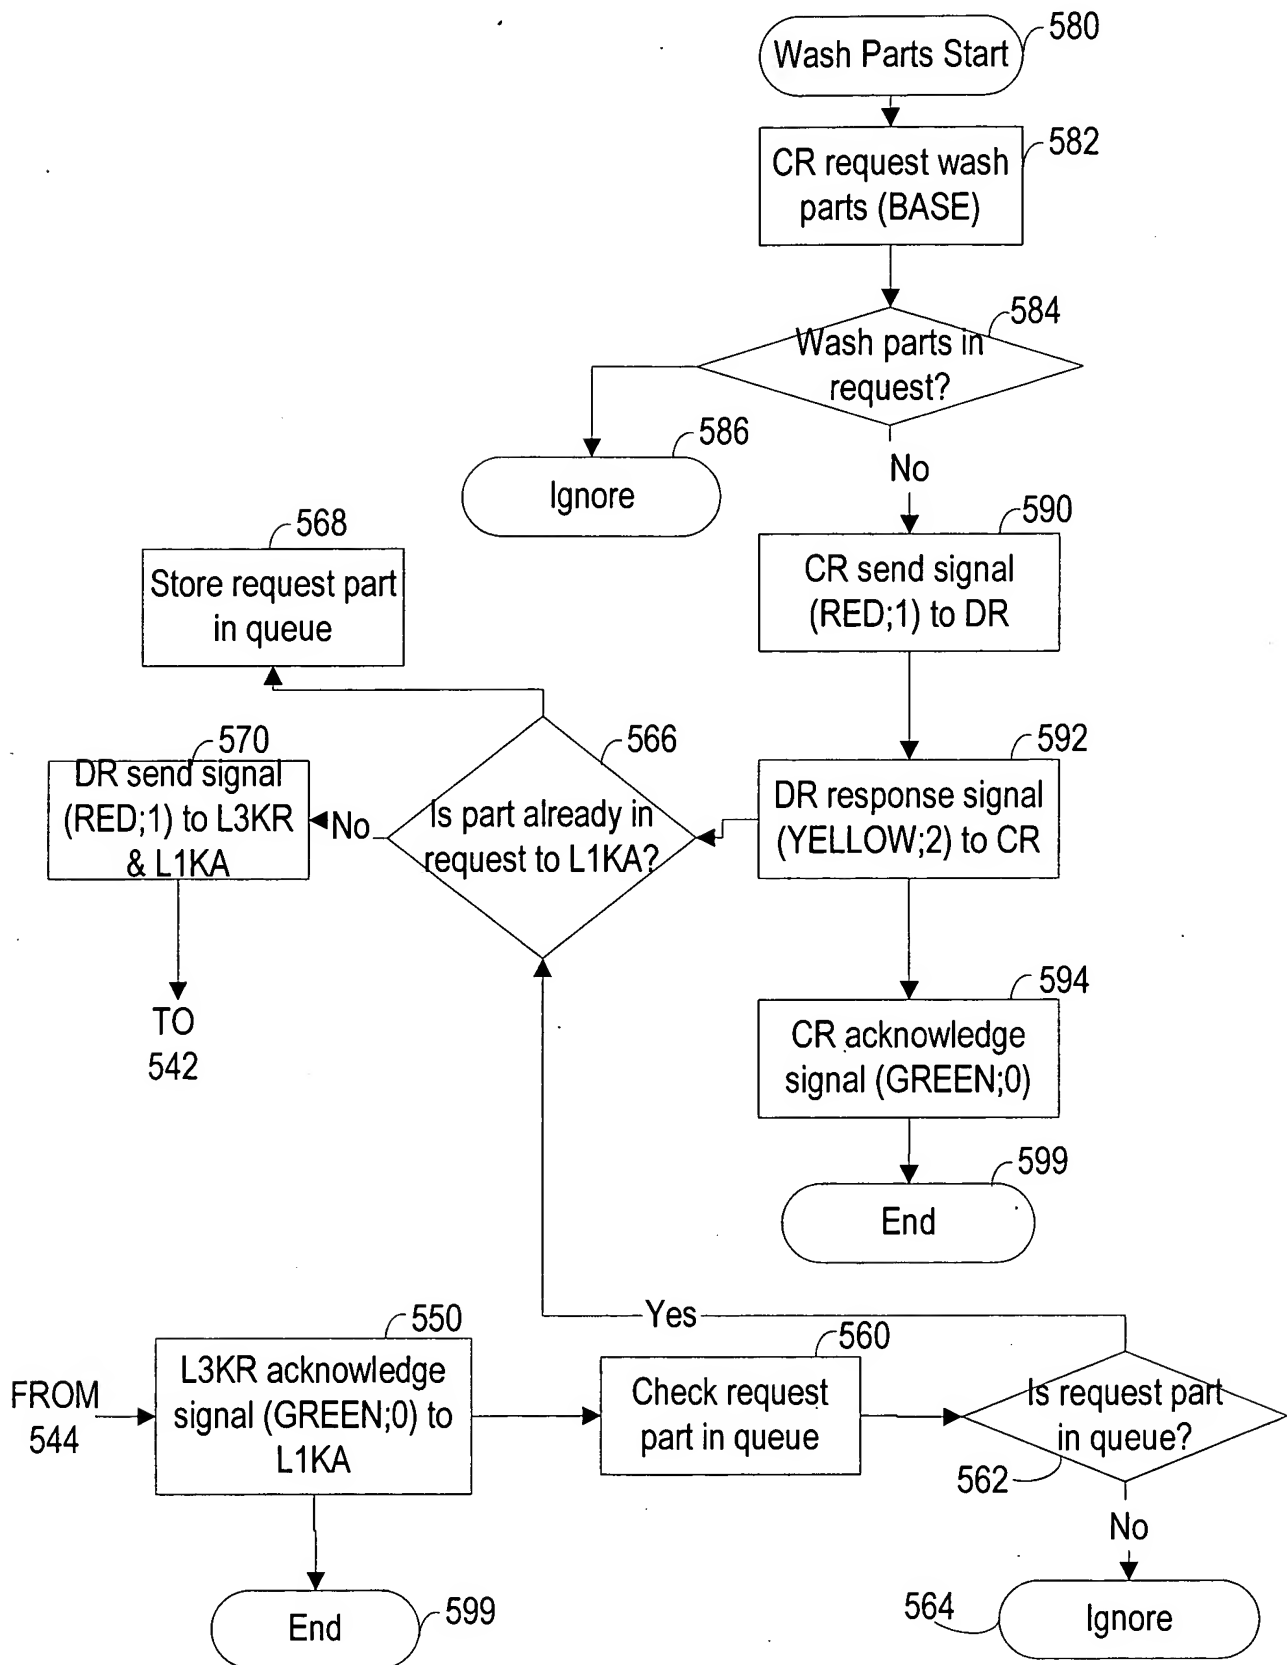 580
Wash Parts Start
582
CR request wash
parts (BASE)
584
Wash parts in
request?
586
Ignore
No
590
CR send signal
(RED;1) to DR
568
Store request part
in queue
570
DR send signal
(RED;1) to L3KR
& L1KA
No
566
Is part already in
request to L1KA?
592
DR response signal
(YELLOW;2) to CR
TO
542
594
CR acknowledge
signal (GREEN;0)
599
End
Yes
550
FROM
544
L3KR acknowledge
signal (GREEN;0) to
L1KA
560
Check request
part in queue
Is request part
in queue?
562
No
599
End
564
Ignore